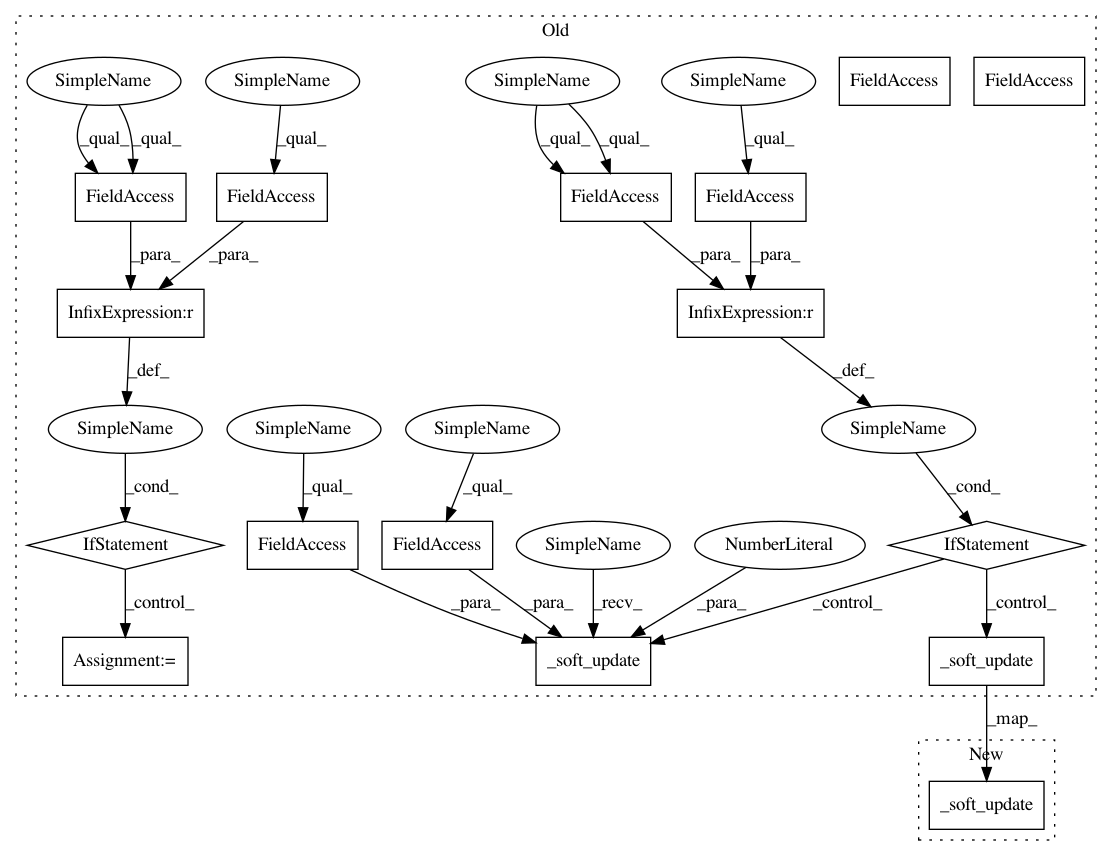 Old
SimpleName SimpleName SimpleName SimpleName FieldAccess FieldAccess
_qual_ _qual_ _qual_ _qual_ _qual_ _qual_
FieldAccess FieldAccess FieldAccess FieldAccess
_para_ _para_ _para_ _para_
InfixExpression:r InfixExpression:r
_def_ _def_
SimpleName SimpleName SimpleName SimpleName
_cond_ _qual_ _qual_ _cond_
IfStatement FieldAccess FieldAccess SimpleName NumberLiteral IfStatement
_control_ _para_ _para_ _recv_ _para_ _control_ _control_
Assignment:= _soft_update _soft_update
_map_
New
_soft_update